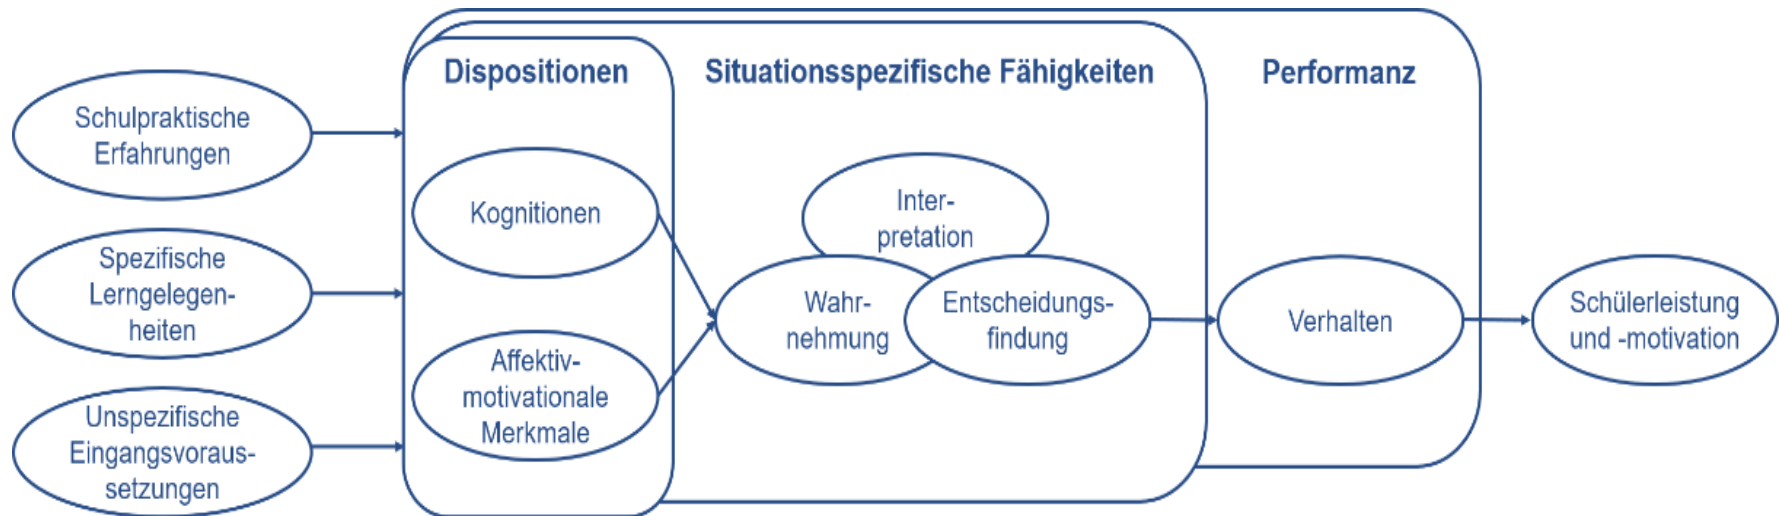 Dispositionen
Situationsspezifische Fähigkeiten
Performanz
Schulpraktische
Erfahrungen
Spezifische
Lerngelegen-
heiten
Unspezifische
Eingangsvoraus-
setzungen
Kognitionen
Affektiv-
motivationale
Merkmale
Inter-
pretation
Wahr-
nehmung
Entscheidungs-
findung
Verhalten
Schülerleistung
und -motivation